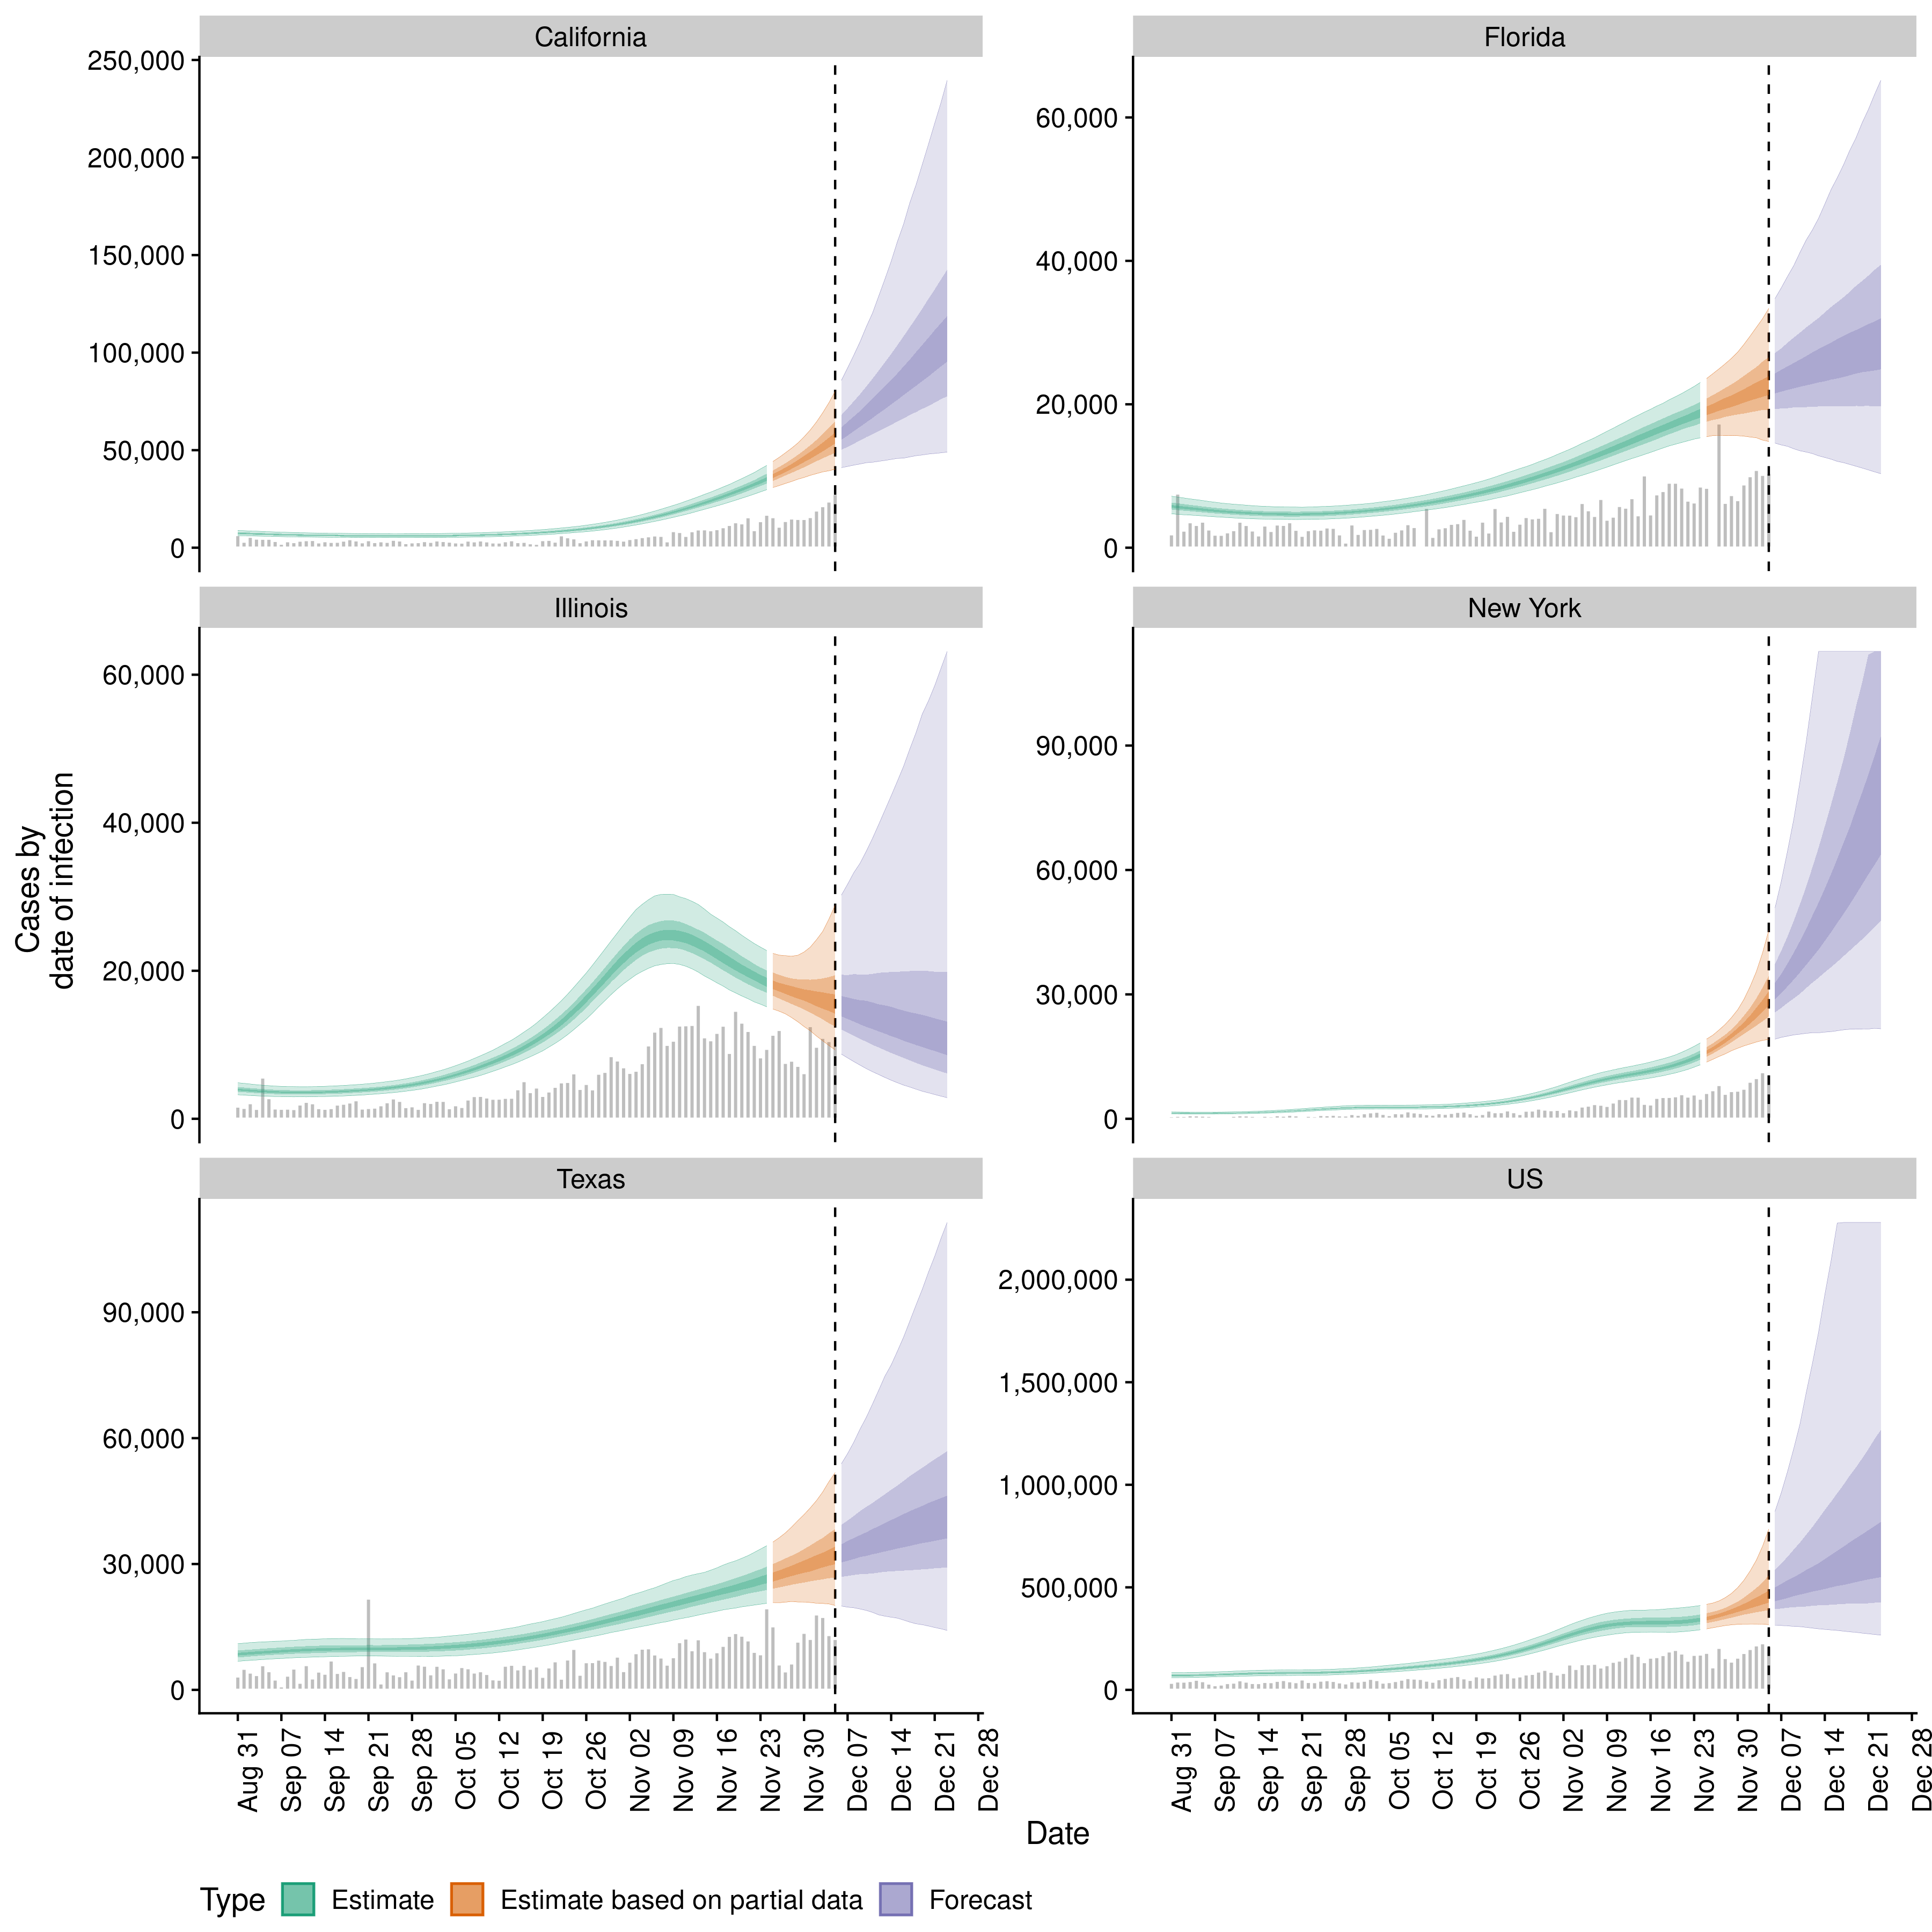 California
Florida
250,000
200,000
150,000
100,000
50,000
0
60,000
40,000
20,000
0
Illinois
New York
60,000
40,000
20,000
0
90,000
60,000
30,000
0
Texas
US
90,000
60,000
30,000
0
2,000,000
1,500,000
1,000,000
500,000
0
Cases by
date of infection
Aug 31
Sep 07
Sep 14
Sep 21
Sep 28
Oct 05
Oct 12
Oct 19
Oct 26
Nov 02
Nov 09
Nov 16
Nov 23
Nov 30
Dec 07
Dec 14
Dec 21
Dec 28
Aug 31
Sep 07
Sep 14
Sep 21
Sep 28
Oct 05
Oct 12
Oct 19
Oct 26
Nov 02
Nov 09
Nov 16
Nov 23
Nov 30
Dec 07
Dec 14
Dec 21
Dec 28
Date
Type Estimate Estimate based on partial data Forecast